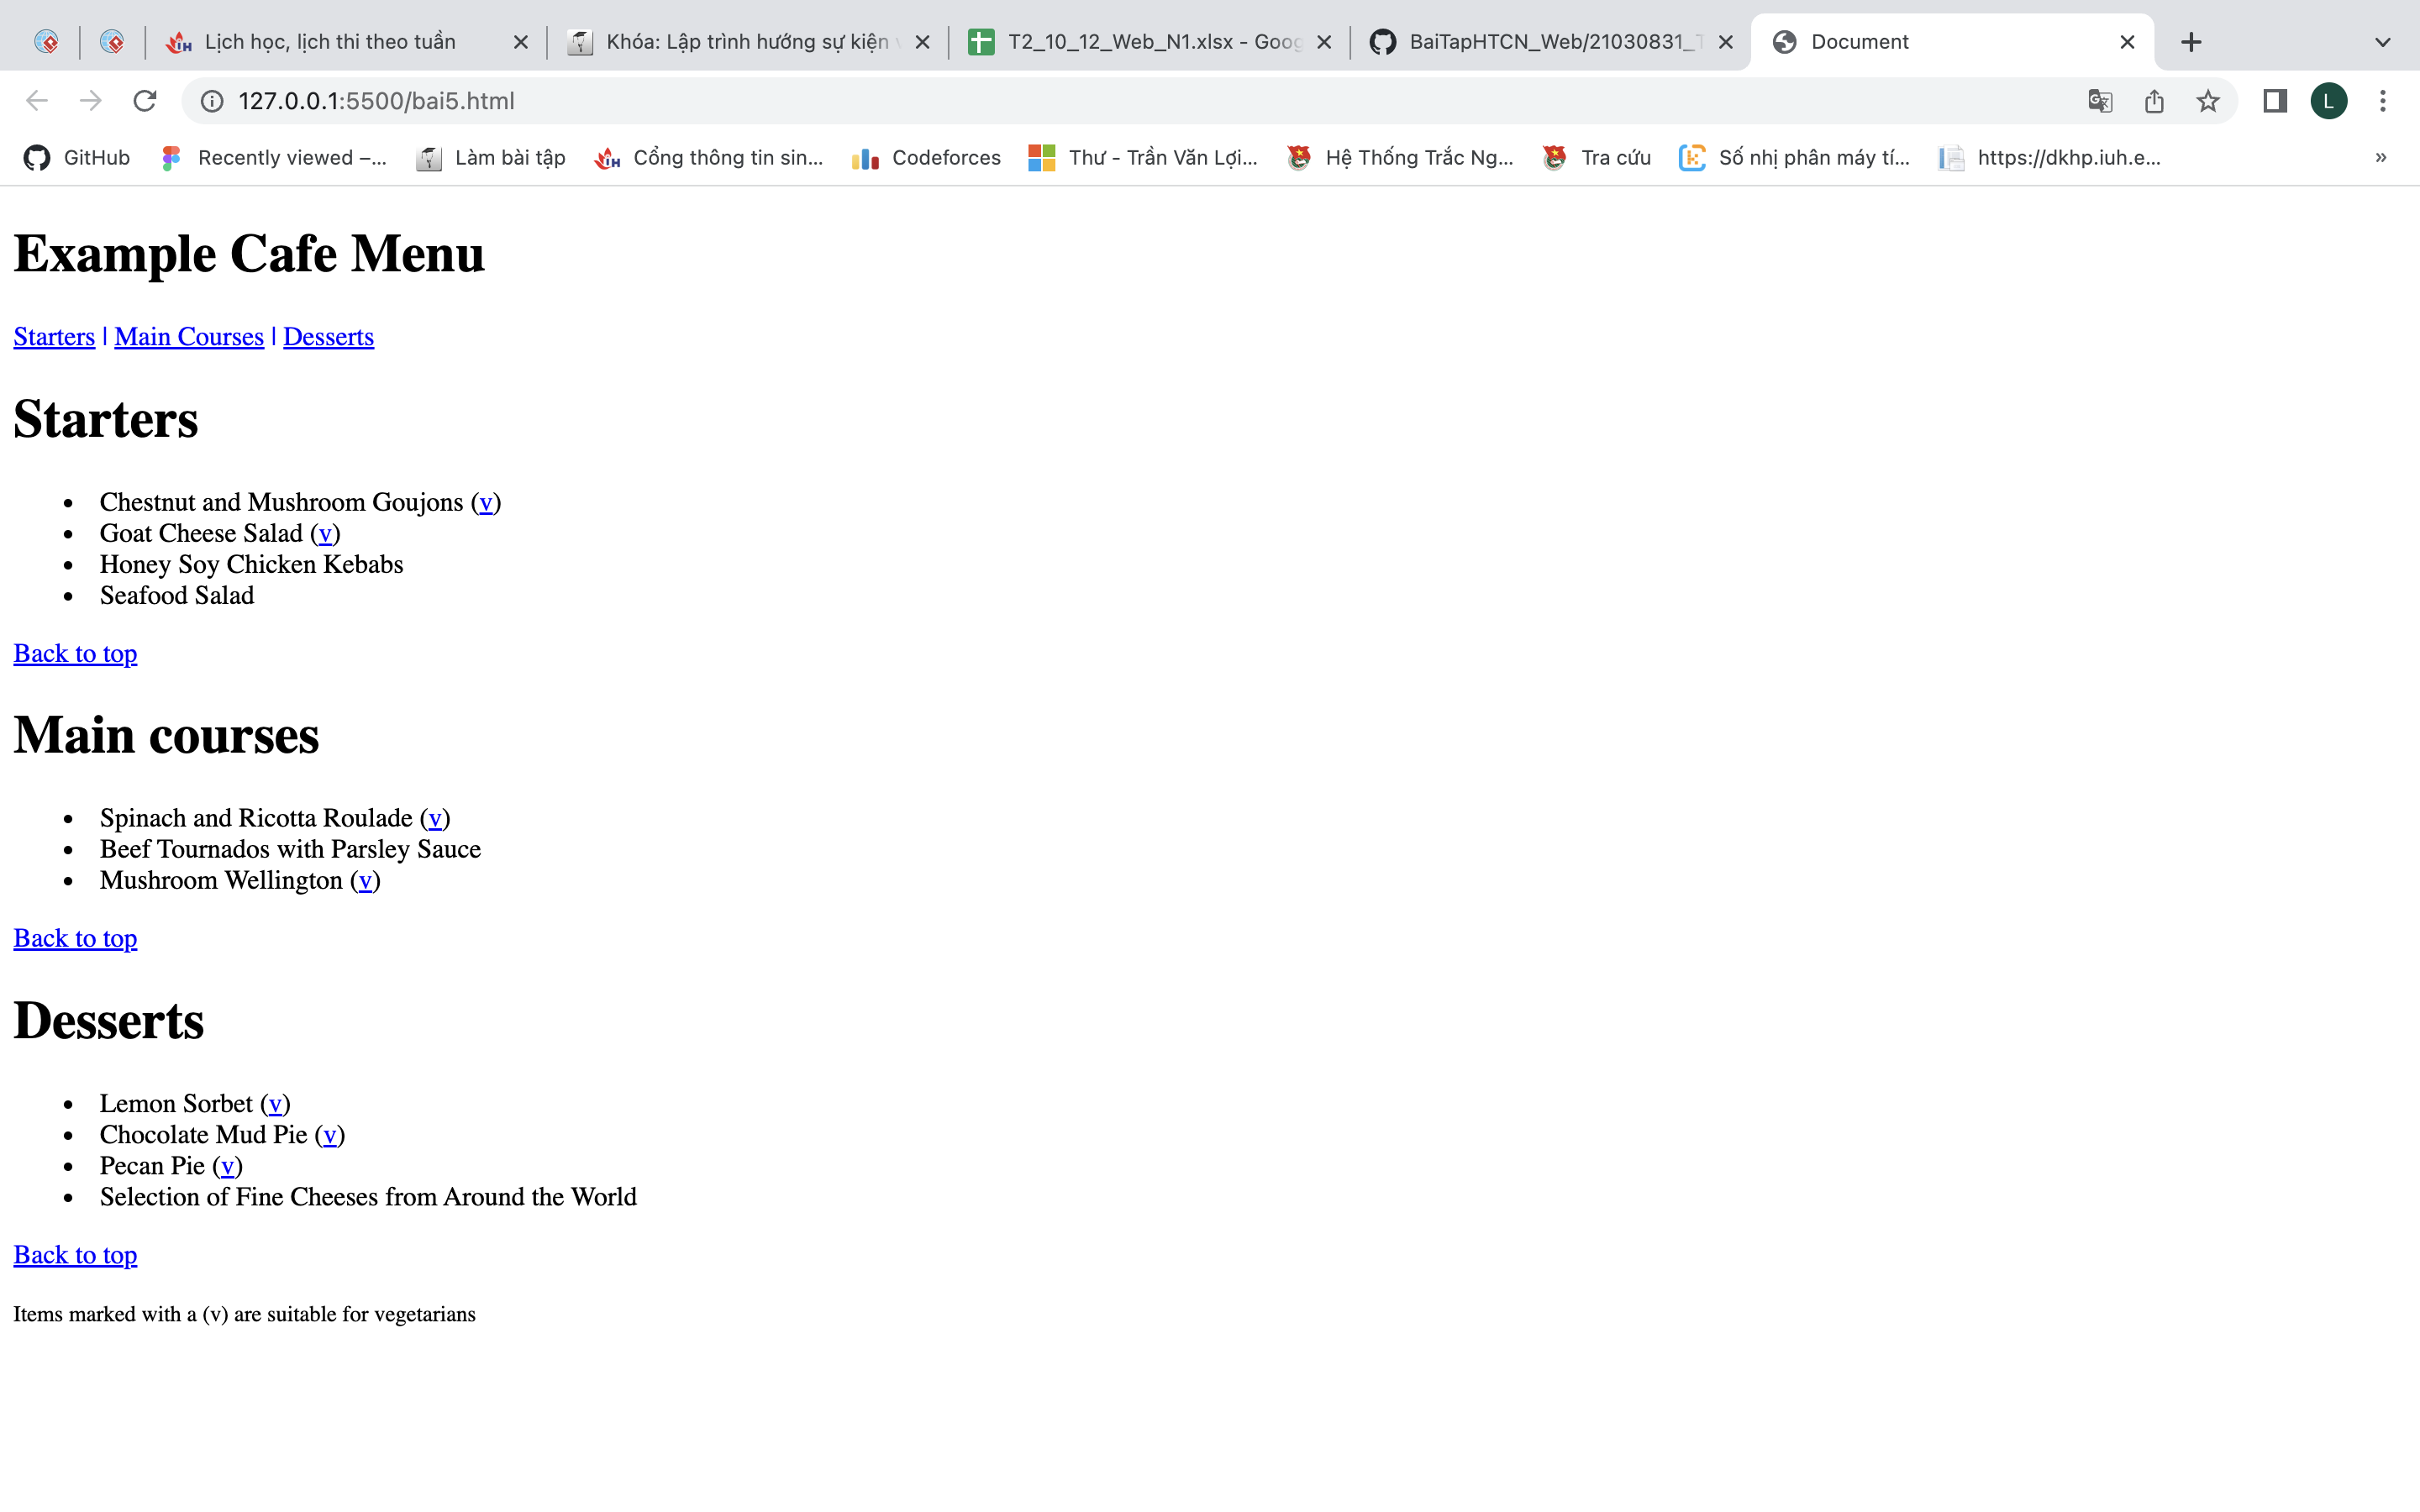 Lịch học, lịch thi theo tuần
Khóa: Lập trình hướng sự kiện
T2_10_12_Web_N1.xlsx - Goog
BaiTapHTCN_Web/21030831_T
Document
127.0.0.1:5500/bai5.html
L
GitHub
Recently viewed –...
Làm bài tập
Cổng thông tin sin...
Codeforces
Thư - Trần Văn Lợi...
Hệ Thống Trắc Ng...
Tra cứu
Số nhị phân máy tí...
https://dkhp.iuh.e...
»
Example Cafe Menu
Starters | Main Courses | Desserts
Starters
• Chestnut and Mushroom Goujons (v)
• Goat Cheese Salad (v)
• Honey Soy Chicken Kebabs
• Seafood Salad
Back to top
Main courses
• Spinach and Ricotta Roulade (v)
• Beef Tournados with Parsley Sauce
• Mushroom Wellington (v)
Back to top
Desserts
• Lemon Sorbet (v)
• Chocolate Mud Pie (v)
• Pecan Pie (v)
• Selection of Fine Cheeses from Around the World
Back to top
Items marked with a (v) are suitable for vegetarians